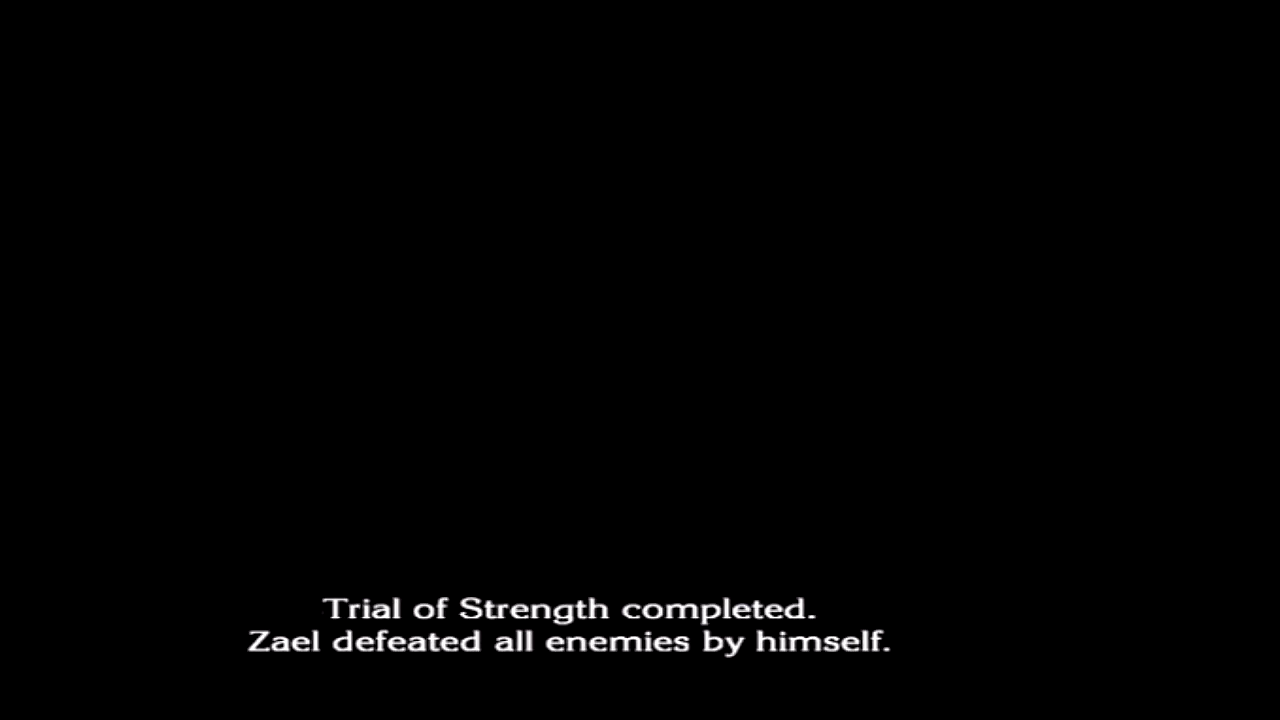 Trial of Strength completed.
Zael defeated all enemies by himself.